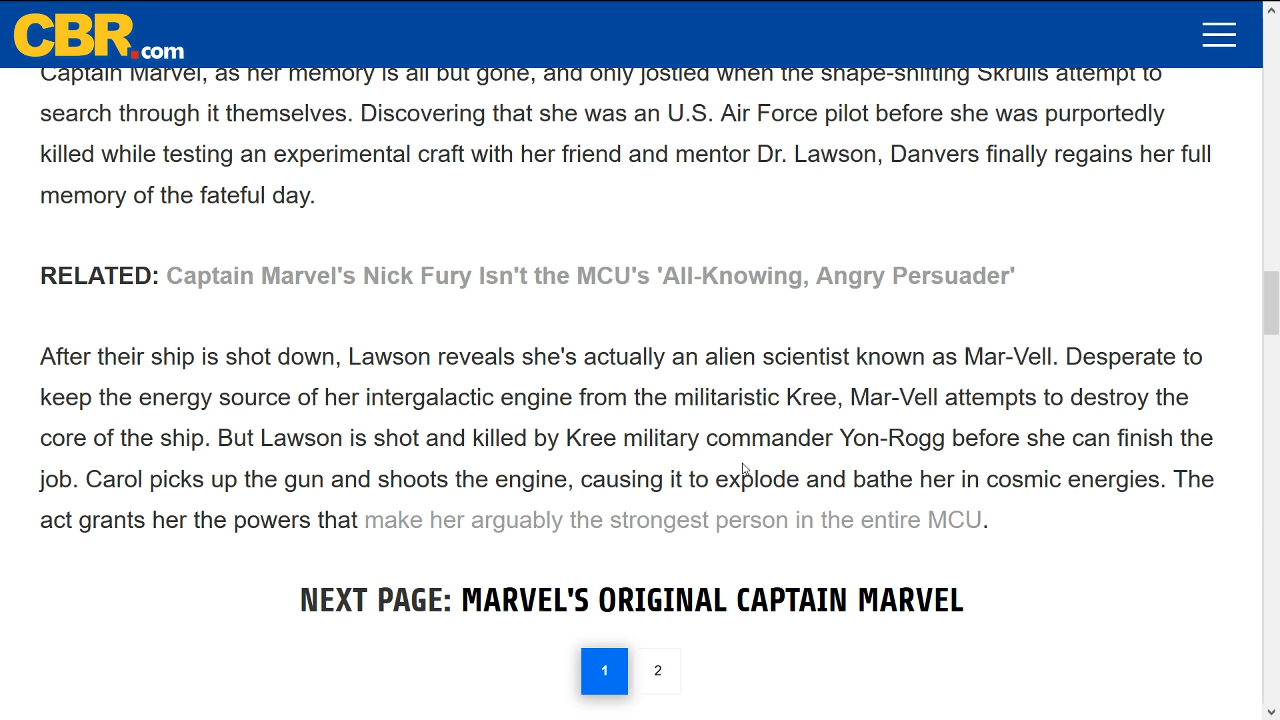 CBR.com
Captain Marvel, as her memory is all but gone, and only jostled when the shape-shifting Skrulls attempt to
search through it themselves. Discovering that she was an U.S. Air Force pilot before she was purportedly
killed while testing an experimental craft with her friend and mentor Dr. Lawson, Danvers finally regains her full
memory of the fateful day.
RELATED: Captain Marvel's Nick Fury Isn't the MCU's 'All-Knowing, Angry Persuader'
After their ship is shot down, Lawson reveals she's actually an alien scientist known as Mar-Vell. Desperate to
keep the energy source of her intergalactic engine from the militaristic Kree, Mar-Vell attempts to destroy the
core of the ship. But Lawson is shot and killed by Kree military commander Yon-Rogg before she can finish the
job. Carol picks up the gun and shoots the engine, causing it to explode and bathe her in cosmic energies. The
act grants her the powers that make her arguably the strongest person in the entire MCU.
NEXT PAGE: MARVEL'S ORIGINAL CAPTAIN MARVEL
1 2